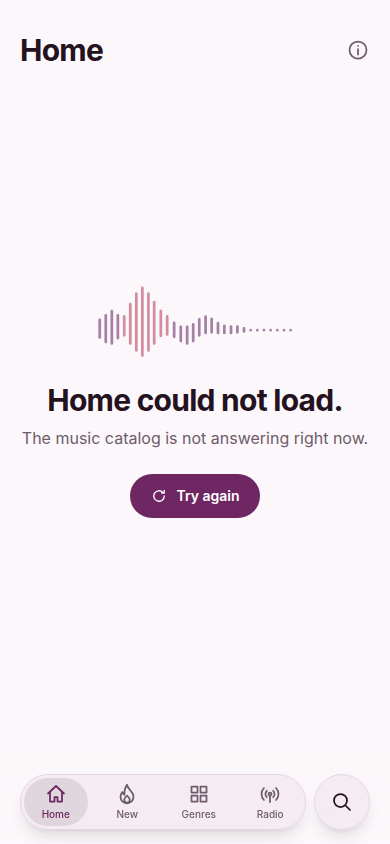 Home
Home could not load.
The music catalog is not answering right now.
Try again
Home
New
Genres
Radio